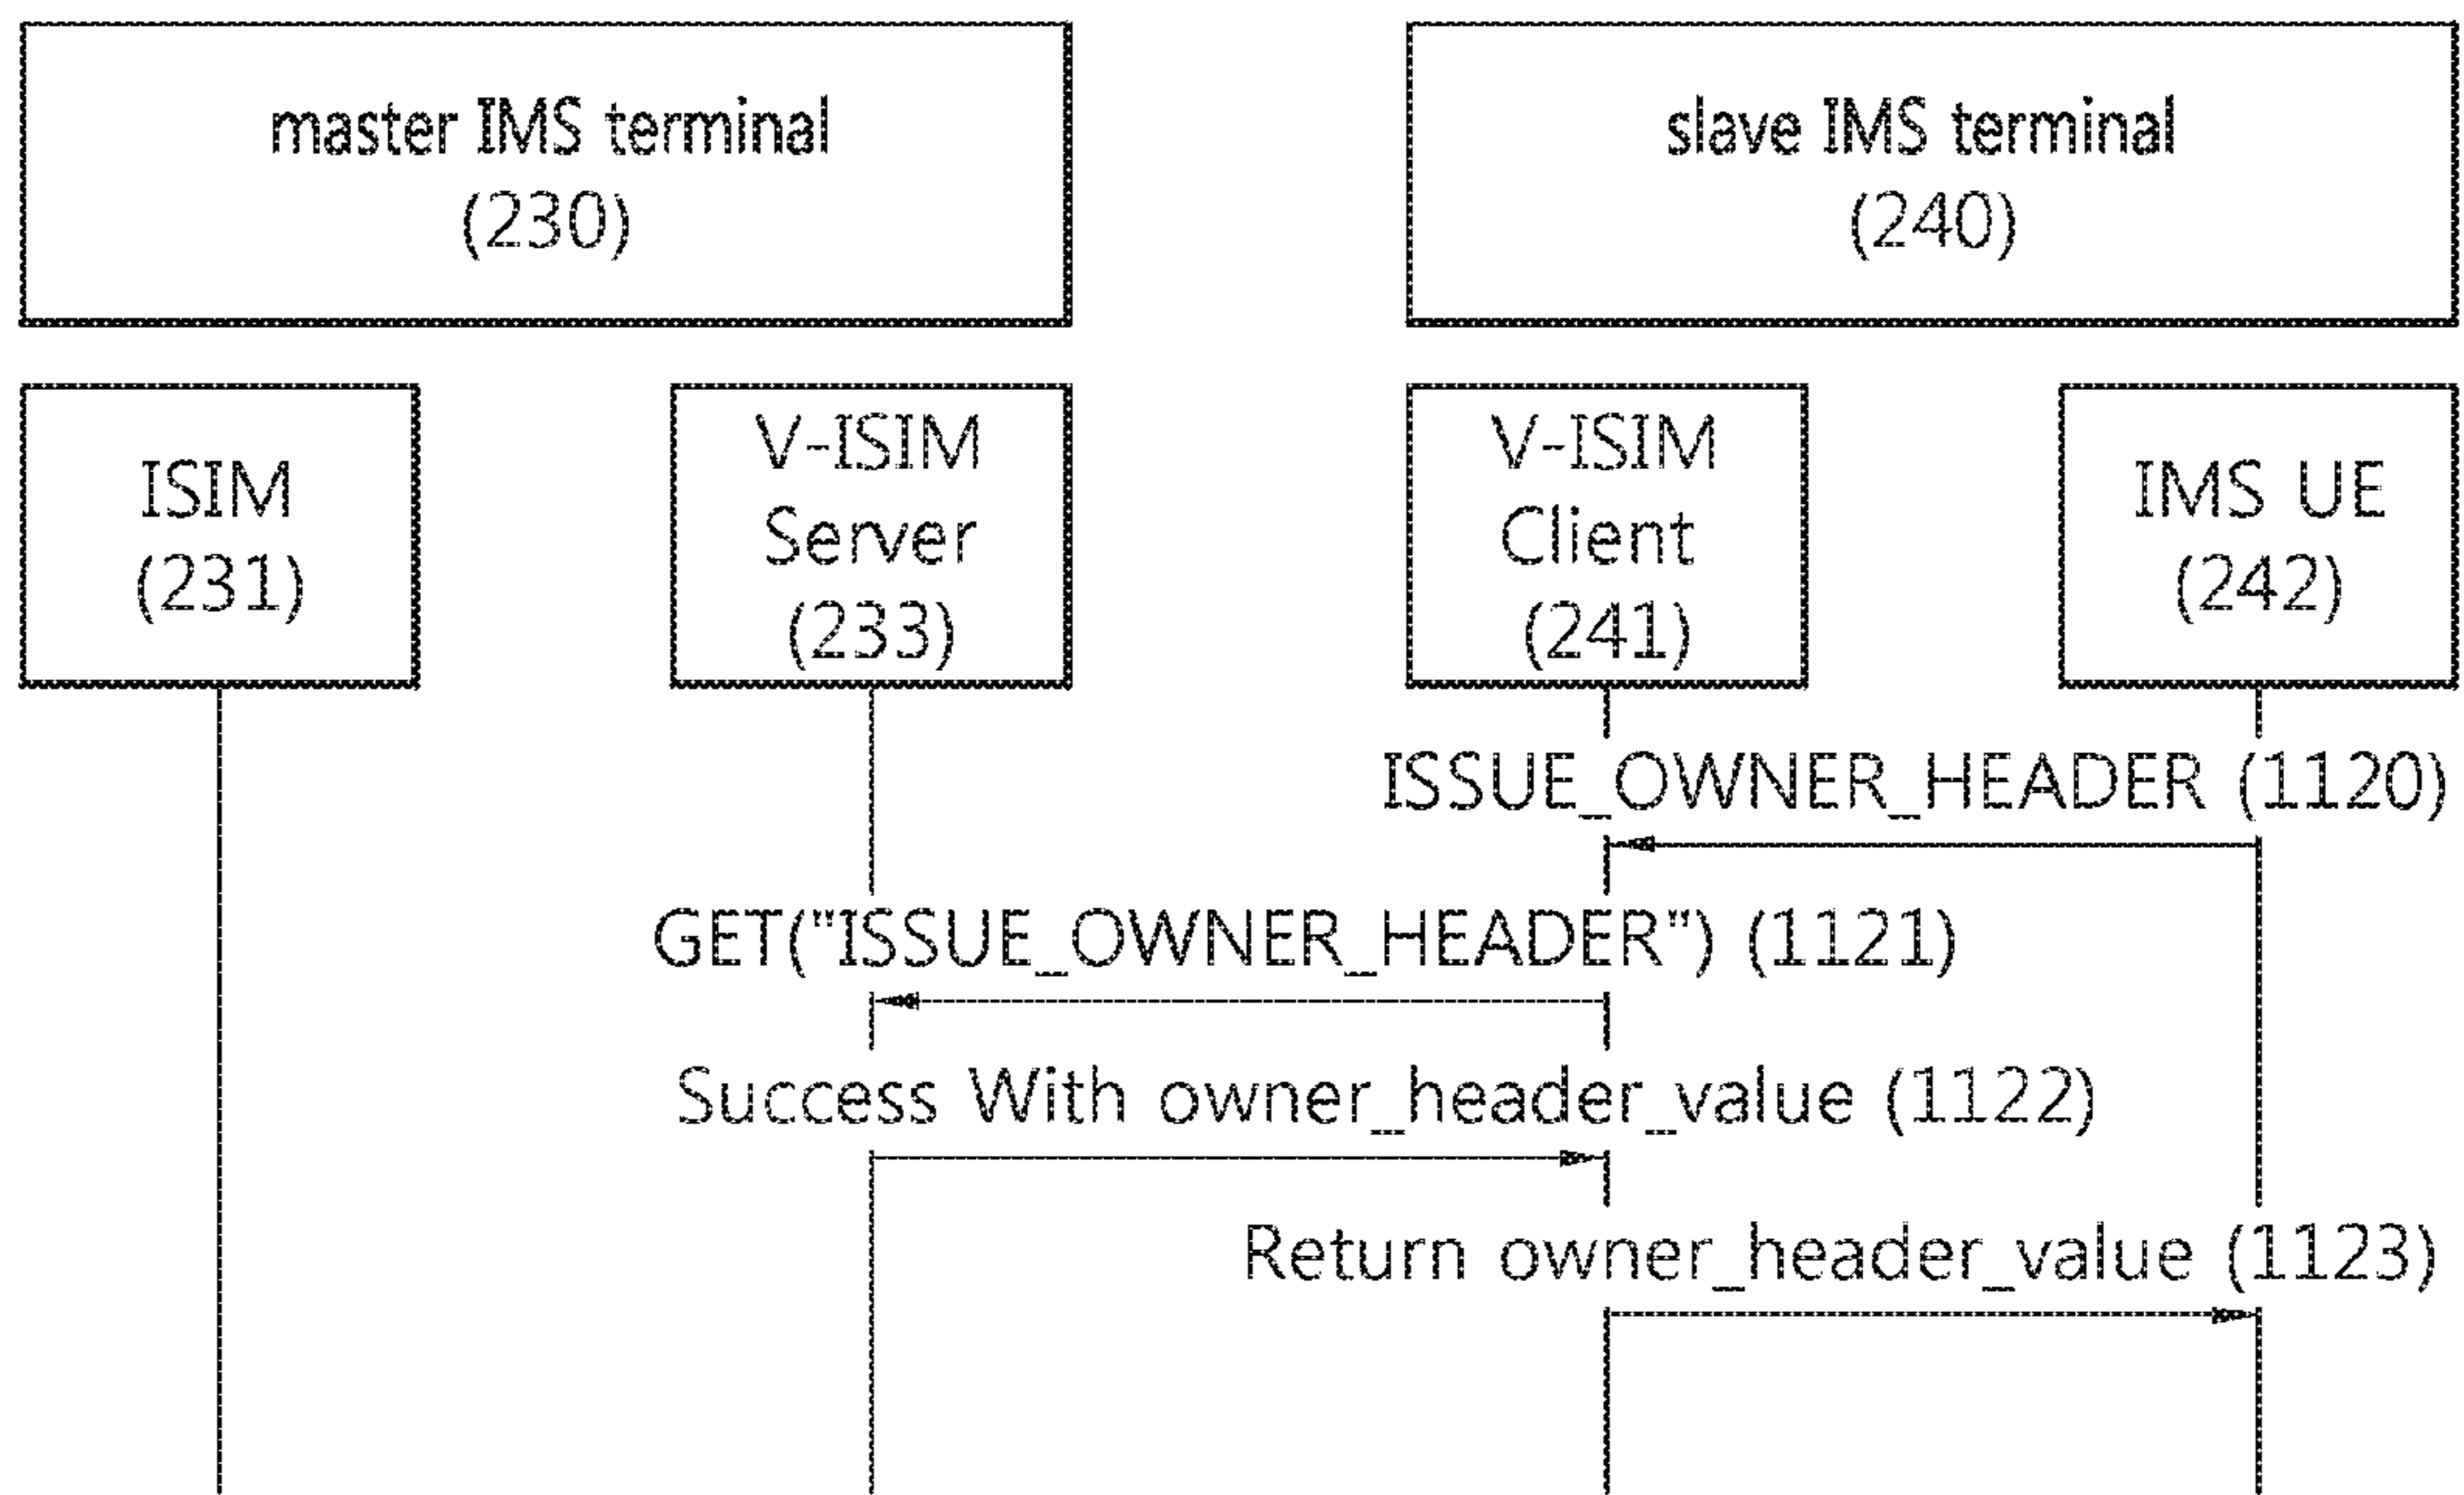 master IMS terminal
(230)
slave IMS terminal
(240)
ISIM
(231)
V-ISIM
Server
(233)
V-ISIM
Client
(241)
IMS UE
(242)
ISSUE_OWNER_HEADER (1120)
GET("ISSUE_OWNER_HEADER") (1121)
Success With owner_header_value (1122)
Return owner_header_value (1123)